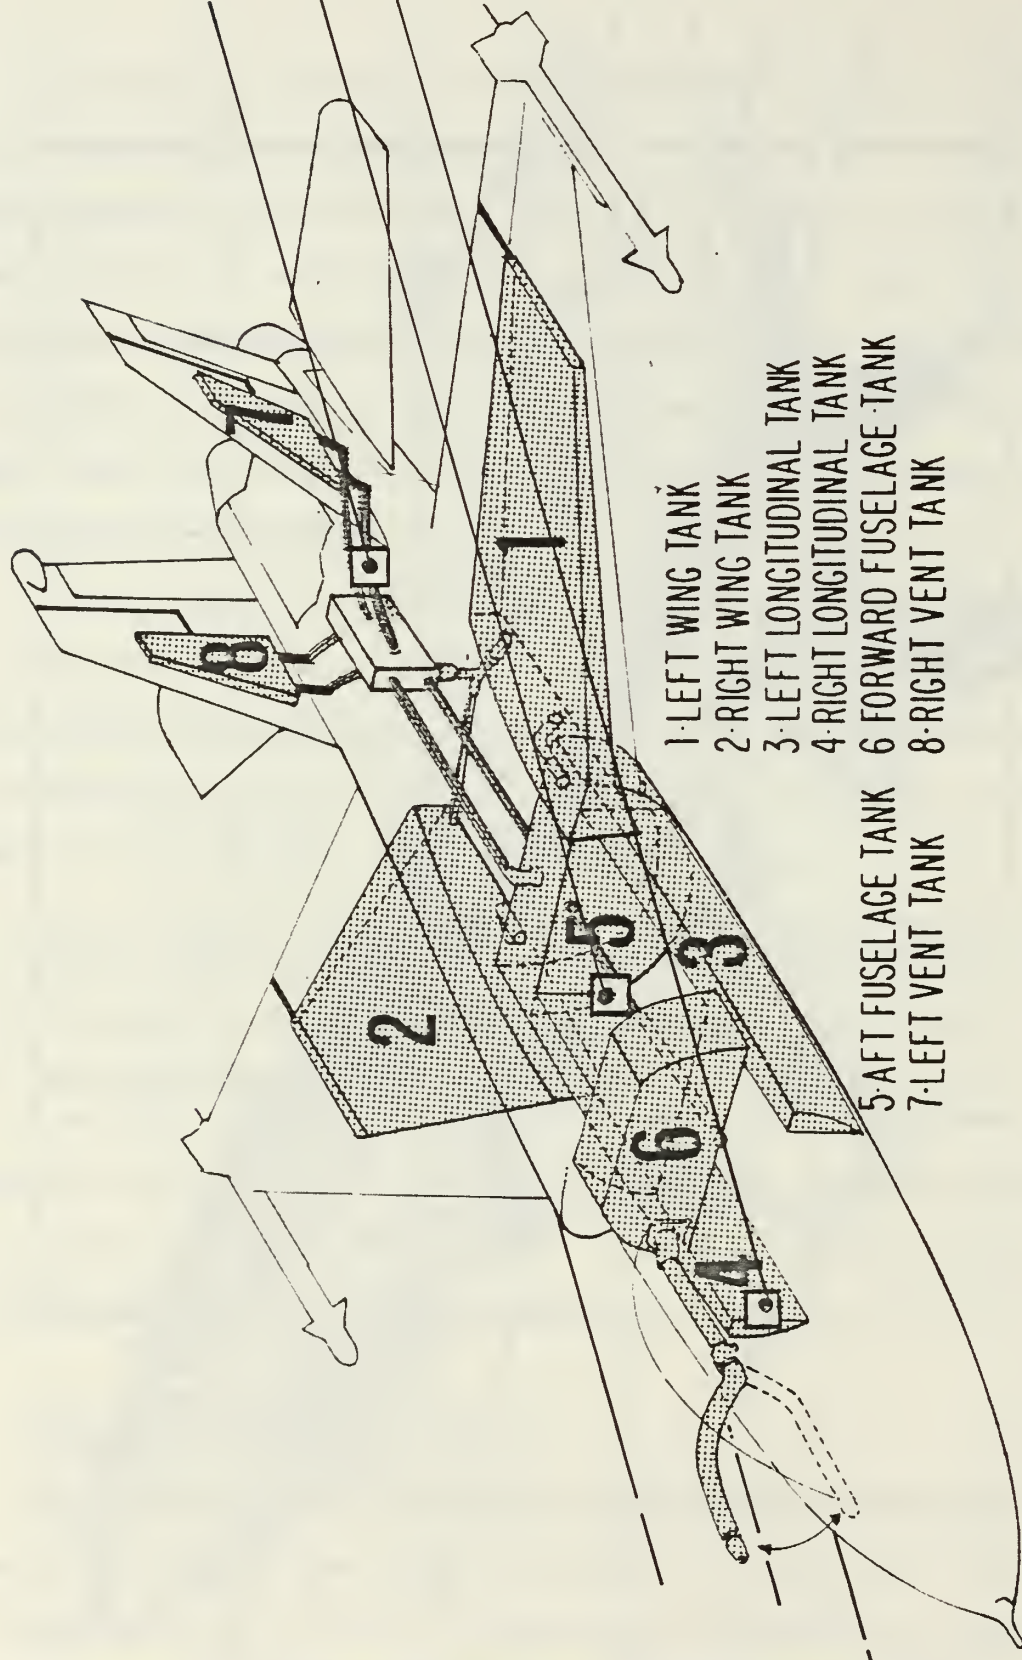 1·LEFT WING TANK
2·RIGHT WING TANK
3·LEFT LONGITUDINAL TANK
4·RIGHT LONGITUDINAL TANK
5·AFT FUSELAGE TANK 6 FORWARD FUSELAGE TANK
7·LEFT VENT TANK 8·RIGHT VENT TANK
1
2
3
4
5
6
7
8